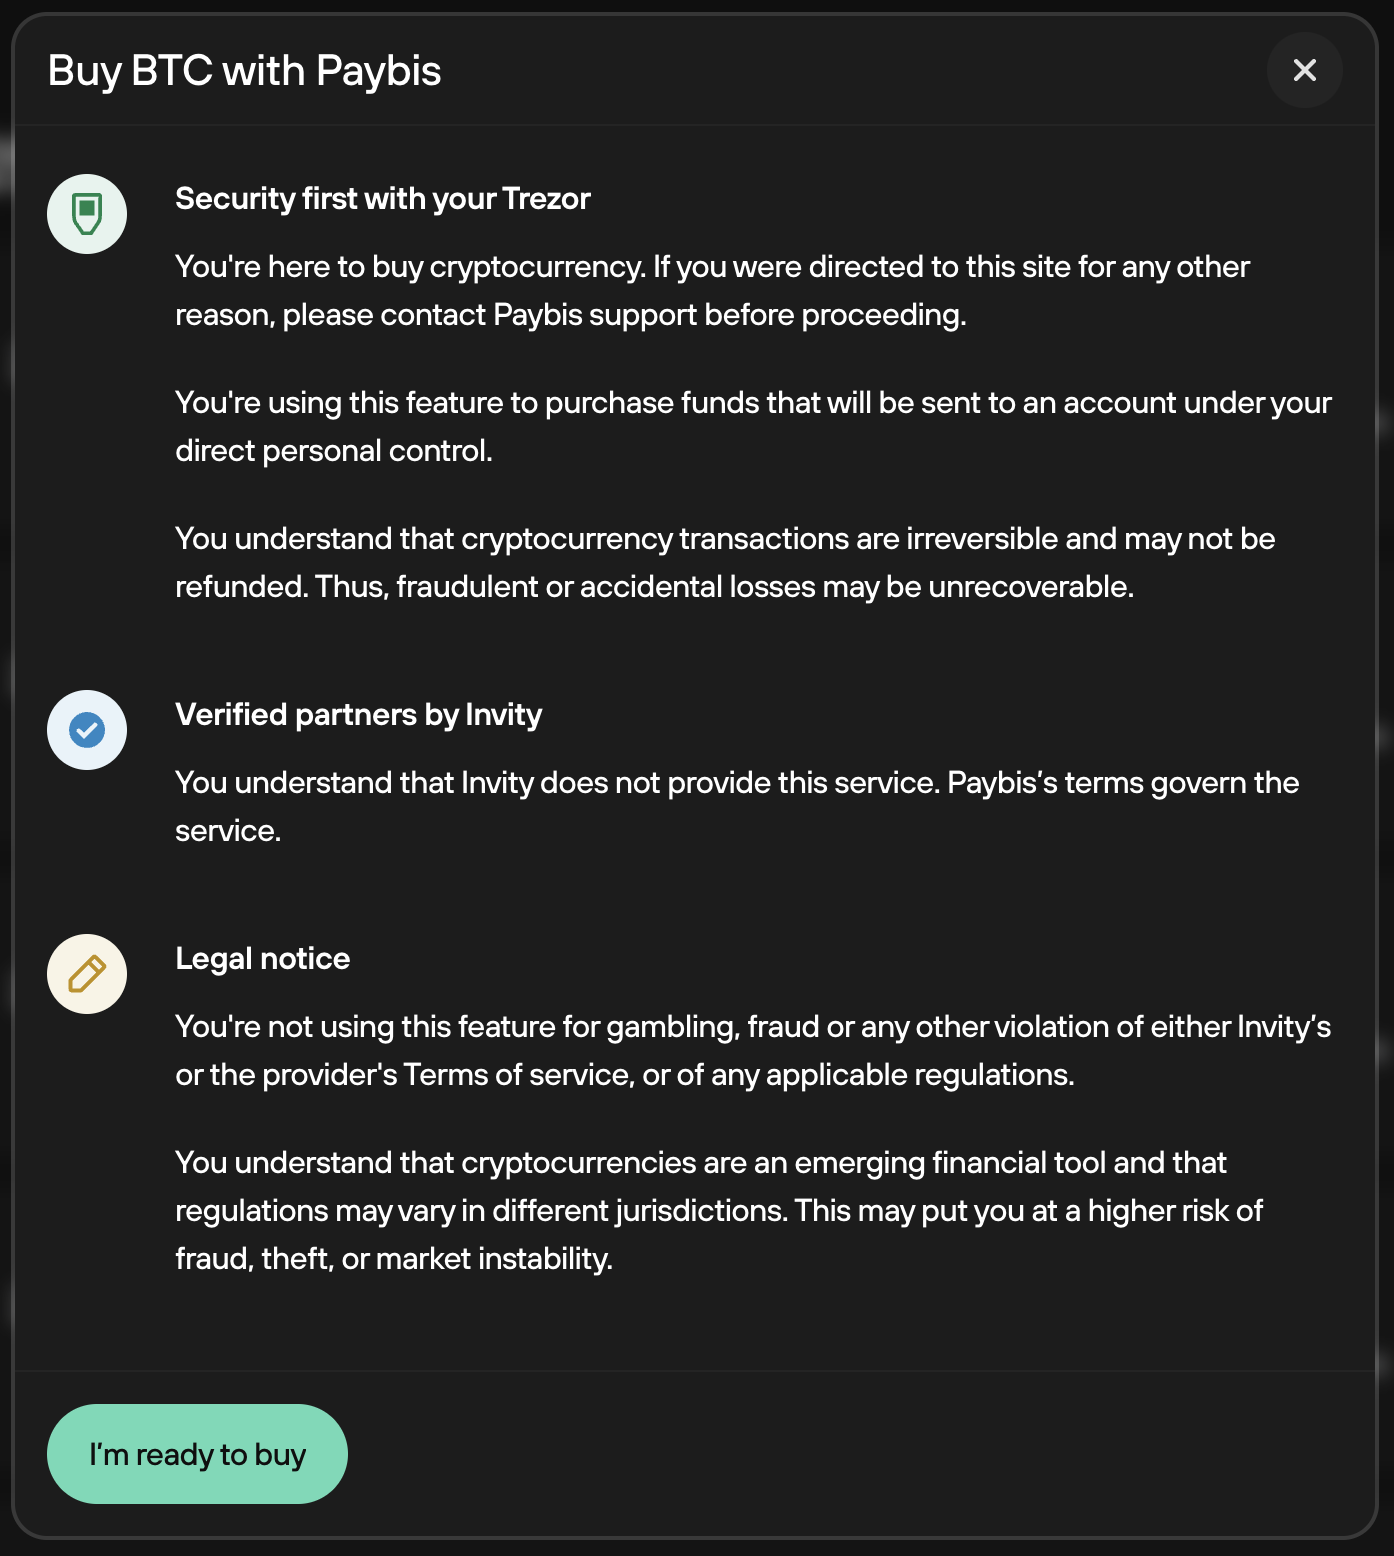 Buy BTC with Paybis
Security first with your Trezor
You're here to buy cryptocurrency. If you were directed to this site for any other
reason, please contact Paybis support before proceeding.
You're using this feature to purchase funds that will be sent to an account under your
direct personal control.
You understand that cryptocurrency transactions are irreversible and may not be
refunded. Thus, fraudulent or accidental losses may be unrecoverable.
Verified partners by Invity
You understand that Invity does not provide this service. Paybis’s terms govern the
service.
Legal notice
You're not using this feature for gambling, fraud or any other violation of either Invity’s
or the provider's Terms of service, or of any applicable regulations.
You understand that cryptocurrencies are an emerging financial tool and that
regulations may vary in different jurisdictions. This may put you at a higher risk of
fraud, theft, or market instability.
I’m ready to buy